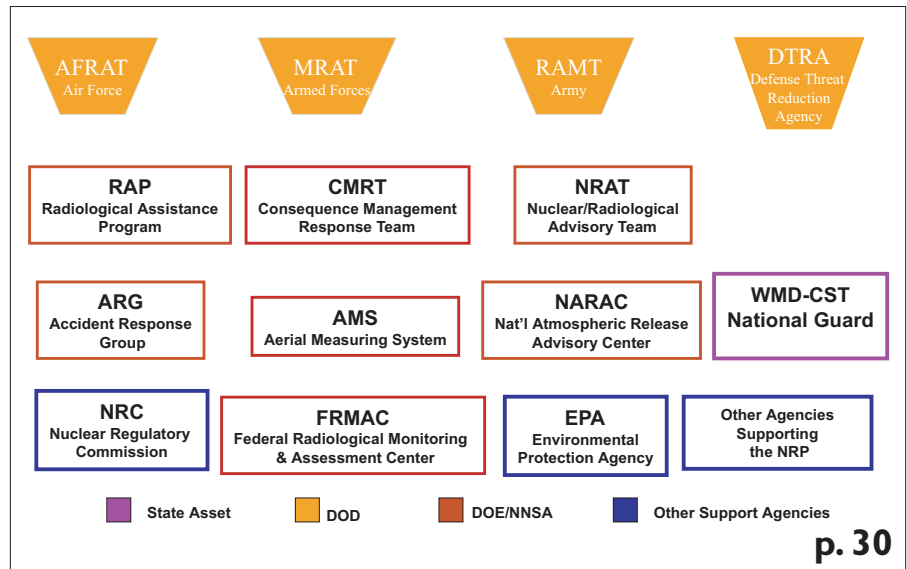 AFRAT
Air Force
MRAT
Armed Forces
RAMT
Army
DTRA
Defense Threat
Reduction
Agency
RAP
Radiological Assistance
Program
CMRT
Consequence Management
Response Team
NRAT
Nuclear/Radiological
Advisory Team
ARG
Accident Response
Group
AMS
Aerial Measuring System
NARAC
Nat'l Atmospheric Release
Advisory Center
WMD-CST
National Guard
NRC
Nuclear Regulatory
Commission
FRMAC
Federal Radiological Monitoring
& Assessment Center
EPA
Environmental
Protection Agency
Other Agencies
Supporting
the NRP
State Asset
DOD
DOE/NNSA
Other Support Agencies
p. 30